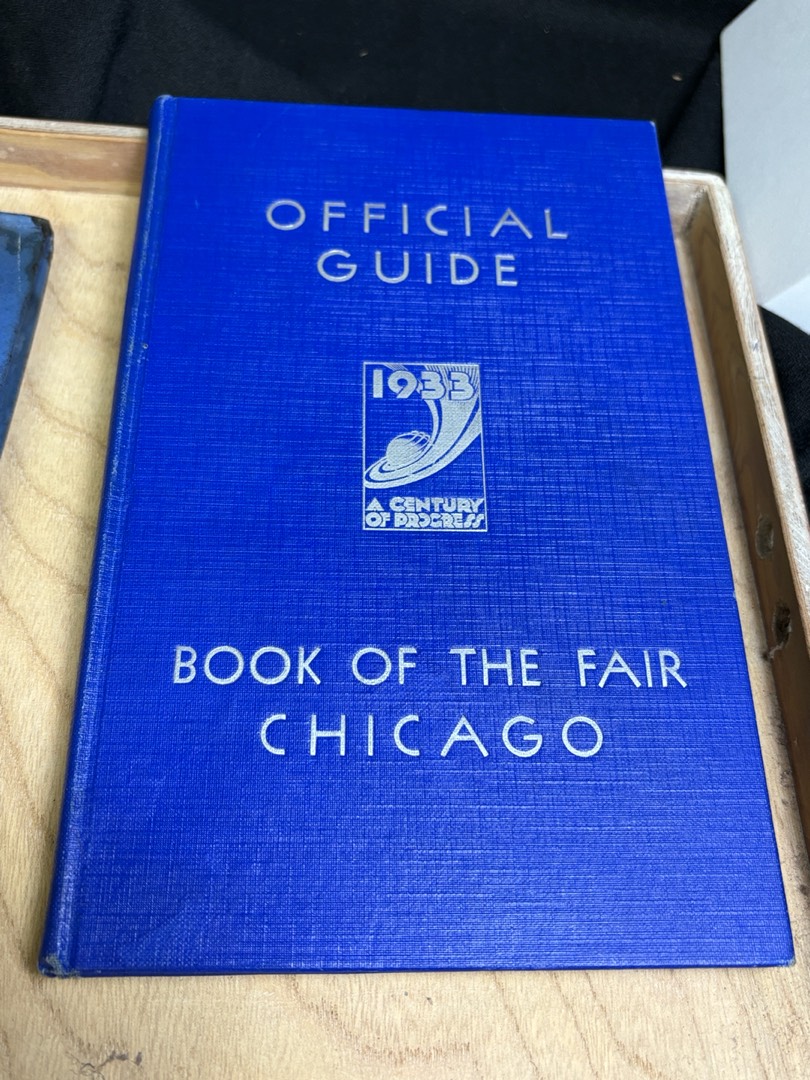 OFFICIAL
GUIDE
1933
A CENTURY
OF PROGRESS
BOOK OF THE FAIR
CHICAGO